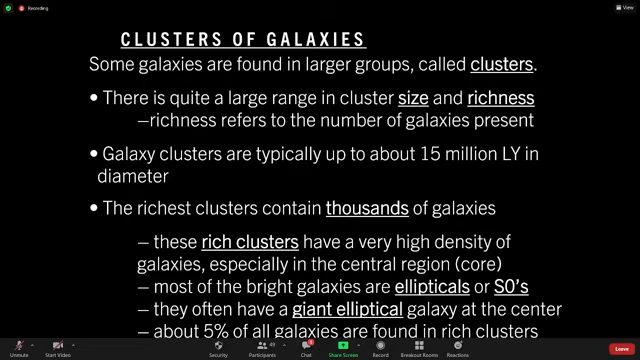 Recording
View
CLUSTERS OF GALAXIES
Some galaxies are found in larger groups, called clusters.
• There is quite a large range in cluster size and richness
–richness refers to the number of galaxies present
• Galaxy clusters are typically up to about 15 million LY in
diameter
• The richest clusters contain thousands of galaxies
– these rich clusters have a very high density of
galaxies, especially in the central region (core)
– most of the bright galaxies are ellipticals or S0's
– they often have a giant elliptical galaxy at the center
– about 5% of all galaxies are found in rich clusters
49
Unmute Start Video Security Participants Chat Share Screen Record Breakout Rooms Reactions Leave